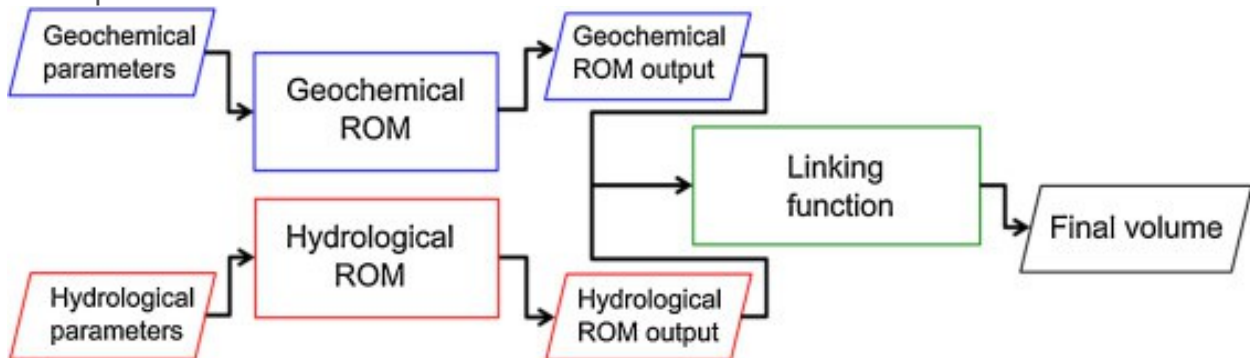 Geochemical
parameters
Geochemical
ROM
Geochemical
ROM output
Linking
function
Final volume
Hydrological
parameters
Hydrological
ROM
Hydrological
ROM output